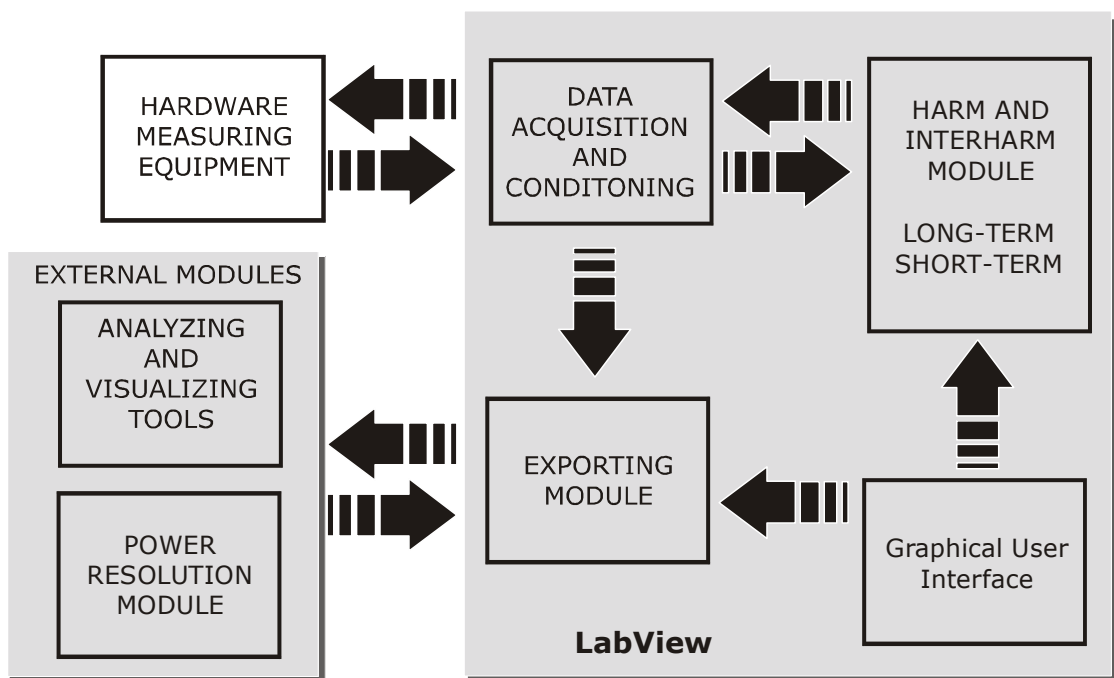 HARDWARE
MEASURING
EQUIPMENT
DATA
ACQUISITION
AND
CONDITONING
HARM AND
INTERHARM
MODULE
LONG-TERM
SHORT-TERM
EXTERNAL MODULES
ANALYZING
AND
VISUALIZING
TOOLS
POWER
RESOLUTION
MODULE
EXPORTING
MODULE
Graphical User
Interface
LabView